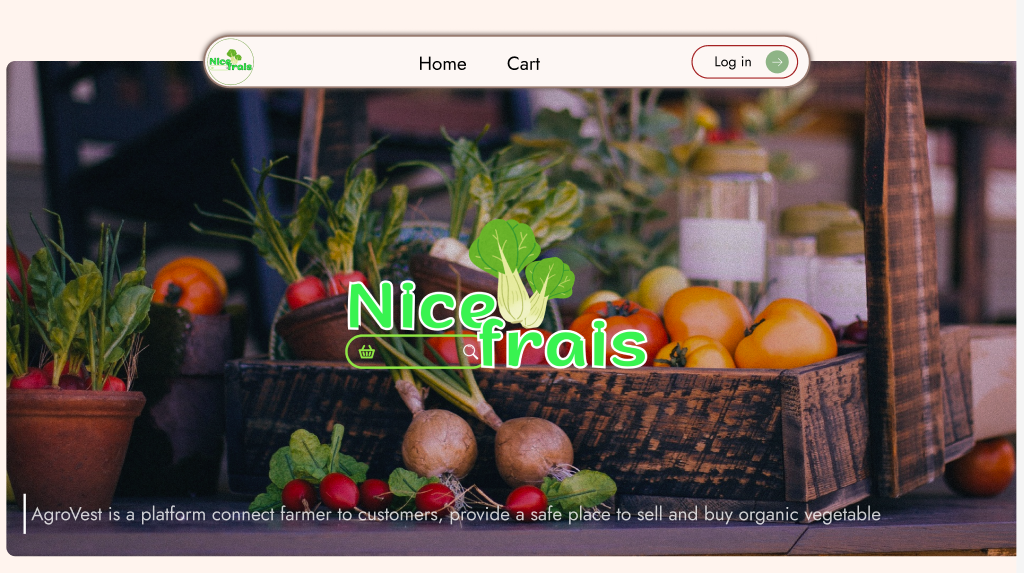 Nice
frais
Home
Cart
Log in
Nice
frais
AgroVest is a platform connect farmer to customers, provide a safe place to sell and buy organic vegetable